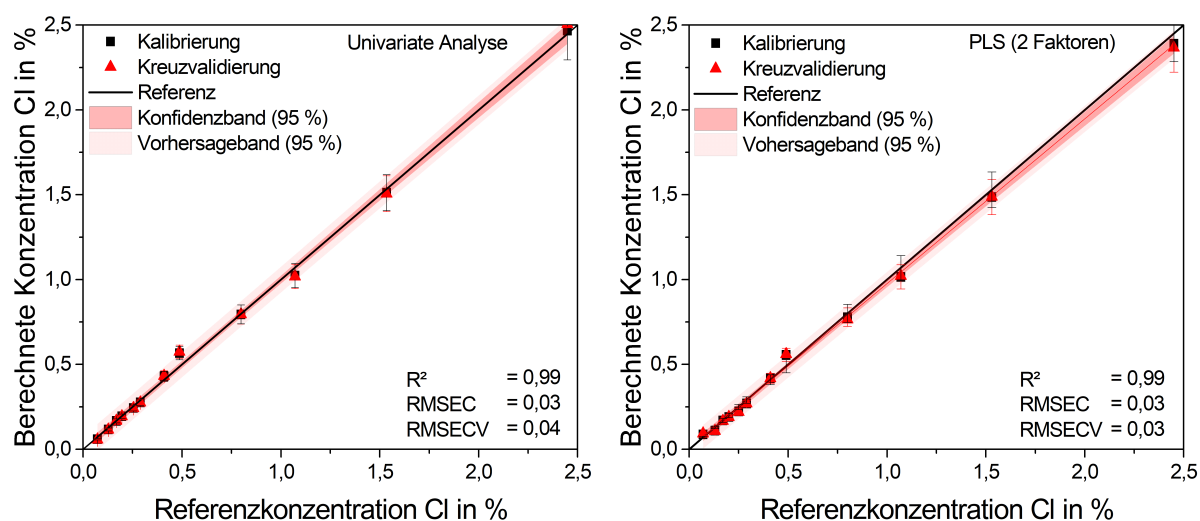 Berechnete Konzentration Cl in %
2,5
2,0
1,5
1,0
0,5
0,0
Kalibrierung
Kreuzvalidierung
Referenz
Konfidenzband (95 %)
Vorhersageband (95 %)
Univariate Analyse
R² = 0,99
RMSEC = 0,03
RMSECV = 0,04
0,0 0,5 1,0 1,5 2,0 2,5
Referenzkonzentration Cl in %
Berechnete Konzentration Cl in %
2,5
2,0
1,5
1,0
0,5
0,0
Kalibrierung
Kreuzvalidierung
Referenz
Konfidenzband (95 %)
Vohersageband (95 %)
PLS (2 Faktoren)
R² = 0,99
RMSEC = 0,03
RMSECV = 0,03
0,0 0,5 1,0 1,5 2,0 2,5
Referenzkonzentration Cl in %